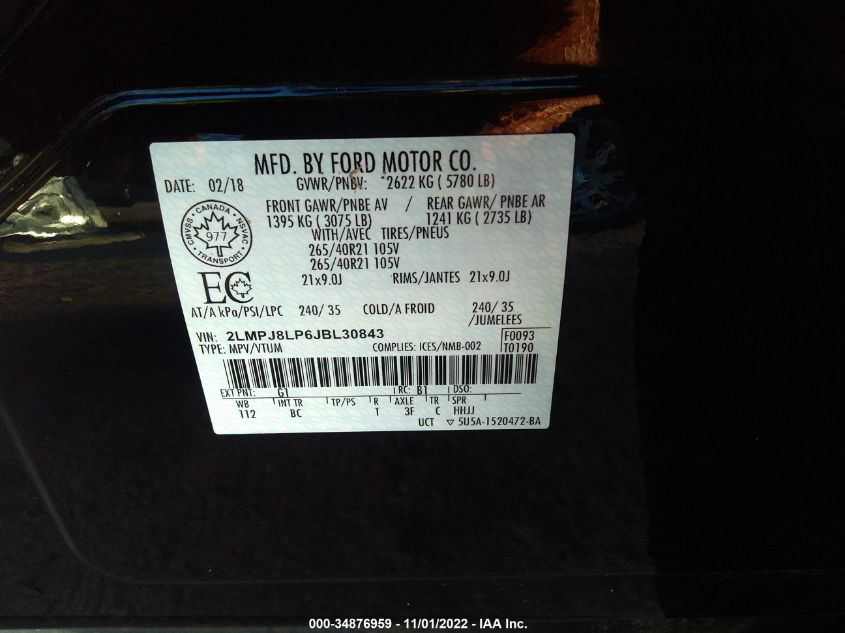 MFD. BY FORD MOTOR CO.
DATE: 02/18 GVWR/PNBV: 2622 KG ( 5780 LB)
FRONT GAWR/PNBE AV / REAR GAWR/ PNBE AR
1395 KG ( 3075 LB) 1241 KG ( 2735 LB)
WITH/AVEC TIRES/PNEUS
265/40R21 105V
265/40R21 105V
21x9.0J RIMS/JANTES 21x9.0J
CANADA
CMVSS 977 NSVAC
TRANSPORT
EC
AT/A kPa/PSI/LPC 240/ 35 COLD/A FROID 240/ 35
/JUMELEES
VIN: 2LMPJ8LP6JBL30843 F0093
TYPE: MPV/VTUM COMPLIES: ICES/NMB-002 T0190
EXT PNT: G1 RC: B1 DSO:
WB INT TR TP/PS R AXLE TR SPR
112 BC T 3F C HHJJ
UCT ▽ 5U5A-1520472-BA
000-34876959 - 11/01/2022 - IAA Inc.